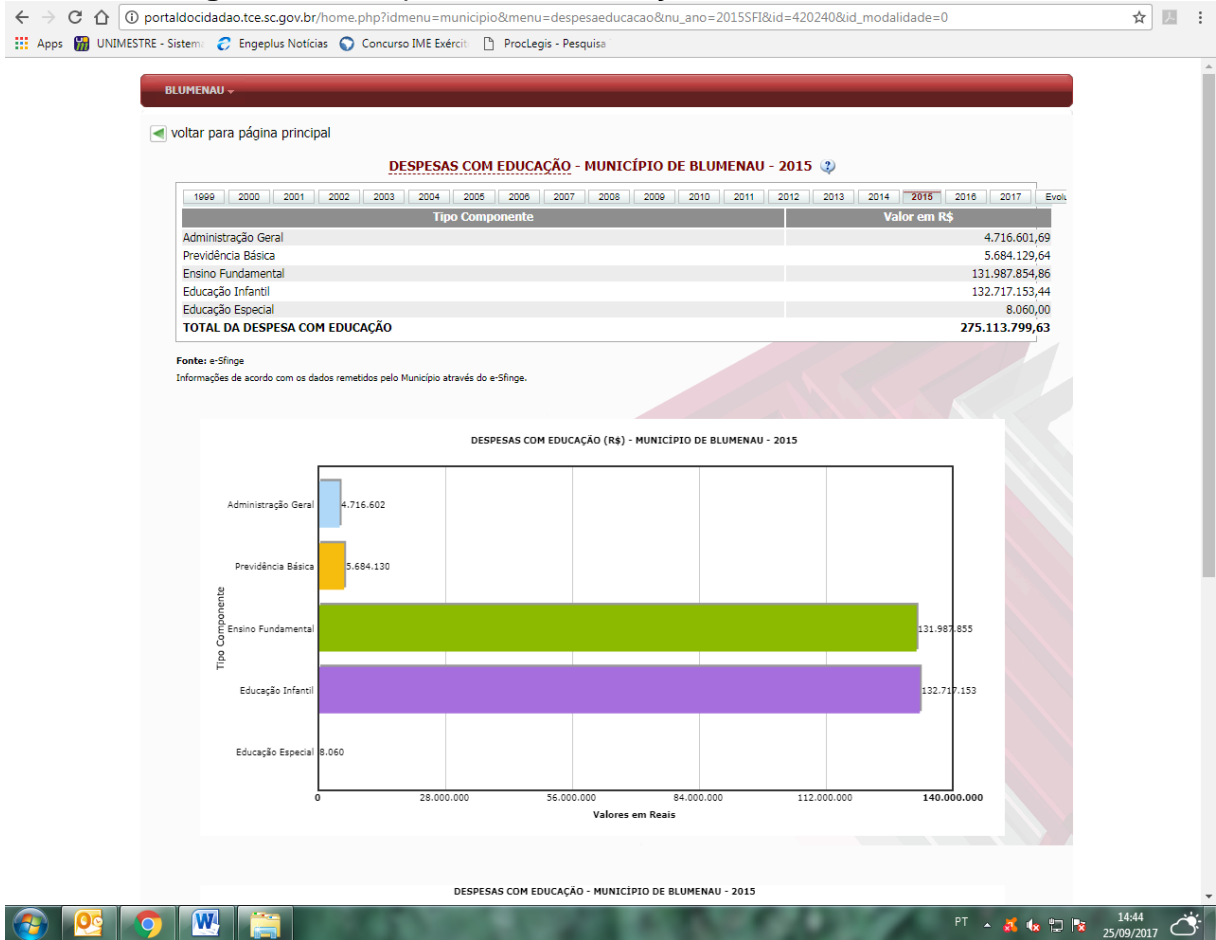 portaldocidadao.tce.sc.gov.br/home.php?idmenu=municipio&menu=despesaeducacao&nu_ano=2015SFI&id=420240&id_modalidade=0
Apps UNIMESTRE - Sistema Engeplus Notícias Concurso IME Exércit ProcLegis - Pesquisa
BLUMENAU
voltar para página principal
DESPESAS COM EDUCAÇÃO - MUNICÍPIO DE BLUMENAU - 2015
1999 2000 2001 2002 2003 2004 2005 2006 2007 2008 2009 2010 2011 2012 2013 2014 2015 2016 2017 Evolu
Tipo Componente Valor em R$
Administração Geral 4.716.601,69
Previdência Básica 5.684.129,64
Ensino Fundamental 131.987.854,86
Educação Infantil 132.717.153,44
Educação Especial 8.060,00
TOTAL DA DESPESA COM EDUCAÇÃO 275.113.799,63
Fonte: e-Sfinge
Informações de acordo com os dados remetidos pelo Município através do e-Sfinge.
DESPESAS COM EDUCAÇÃO (R$) - MUNICÍPIO DE BLUMENAU - 2015
Tipo Componente
Administração Geral 4.716.602
Previdência Básica 5.684.130
Ensino Fundamental 131.987.855
Educação Infantil 132.717.153
Educação Especial 8.060
0 28.000.000 56.000.000 84.000.000 112.000.000 140.000.000
Valores em Reais
DESPESAS COM EDUCAÇÃO - MUNICÍPIO DE BLUMENAU - 2015
PT 14:44
25/09/2017